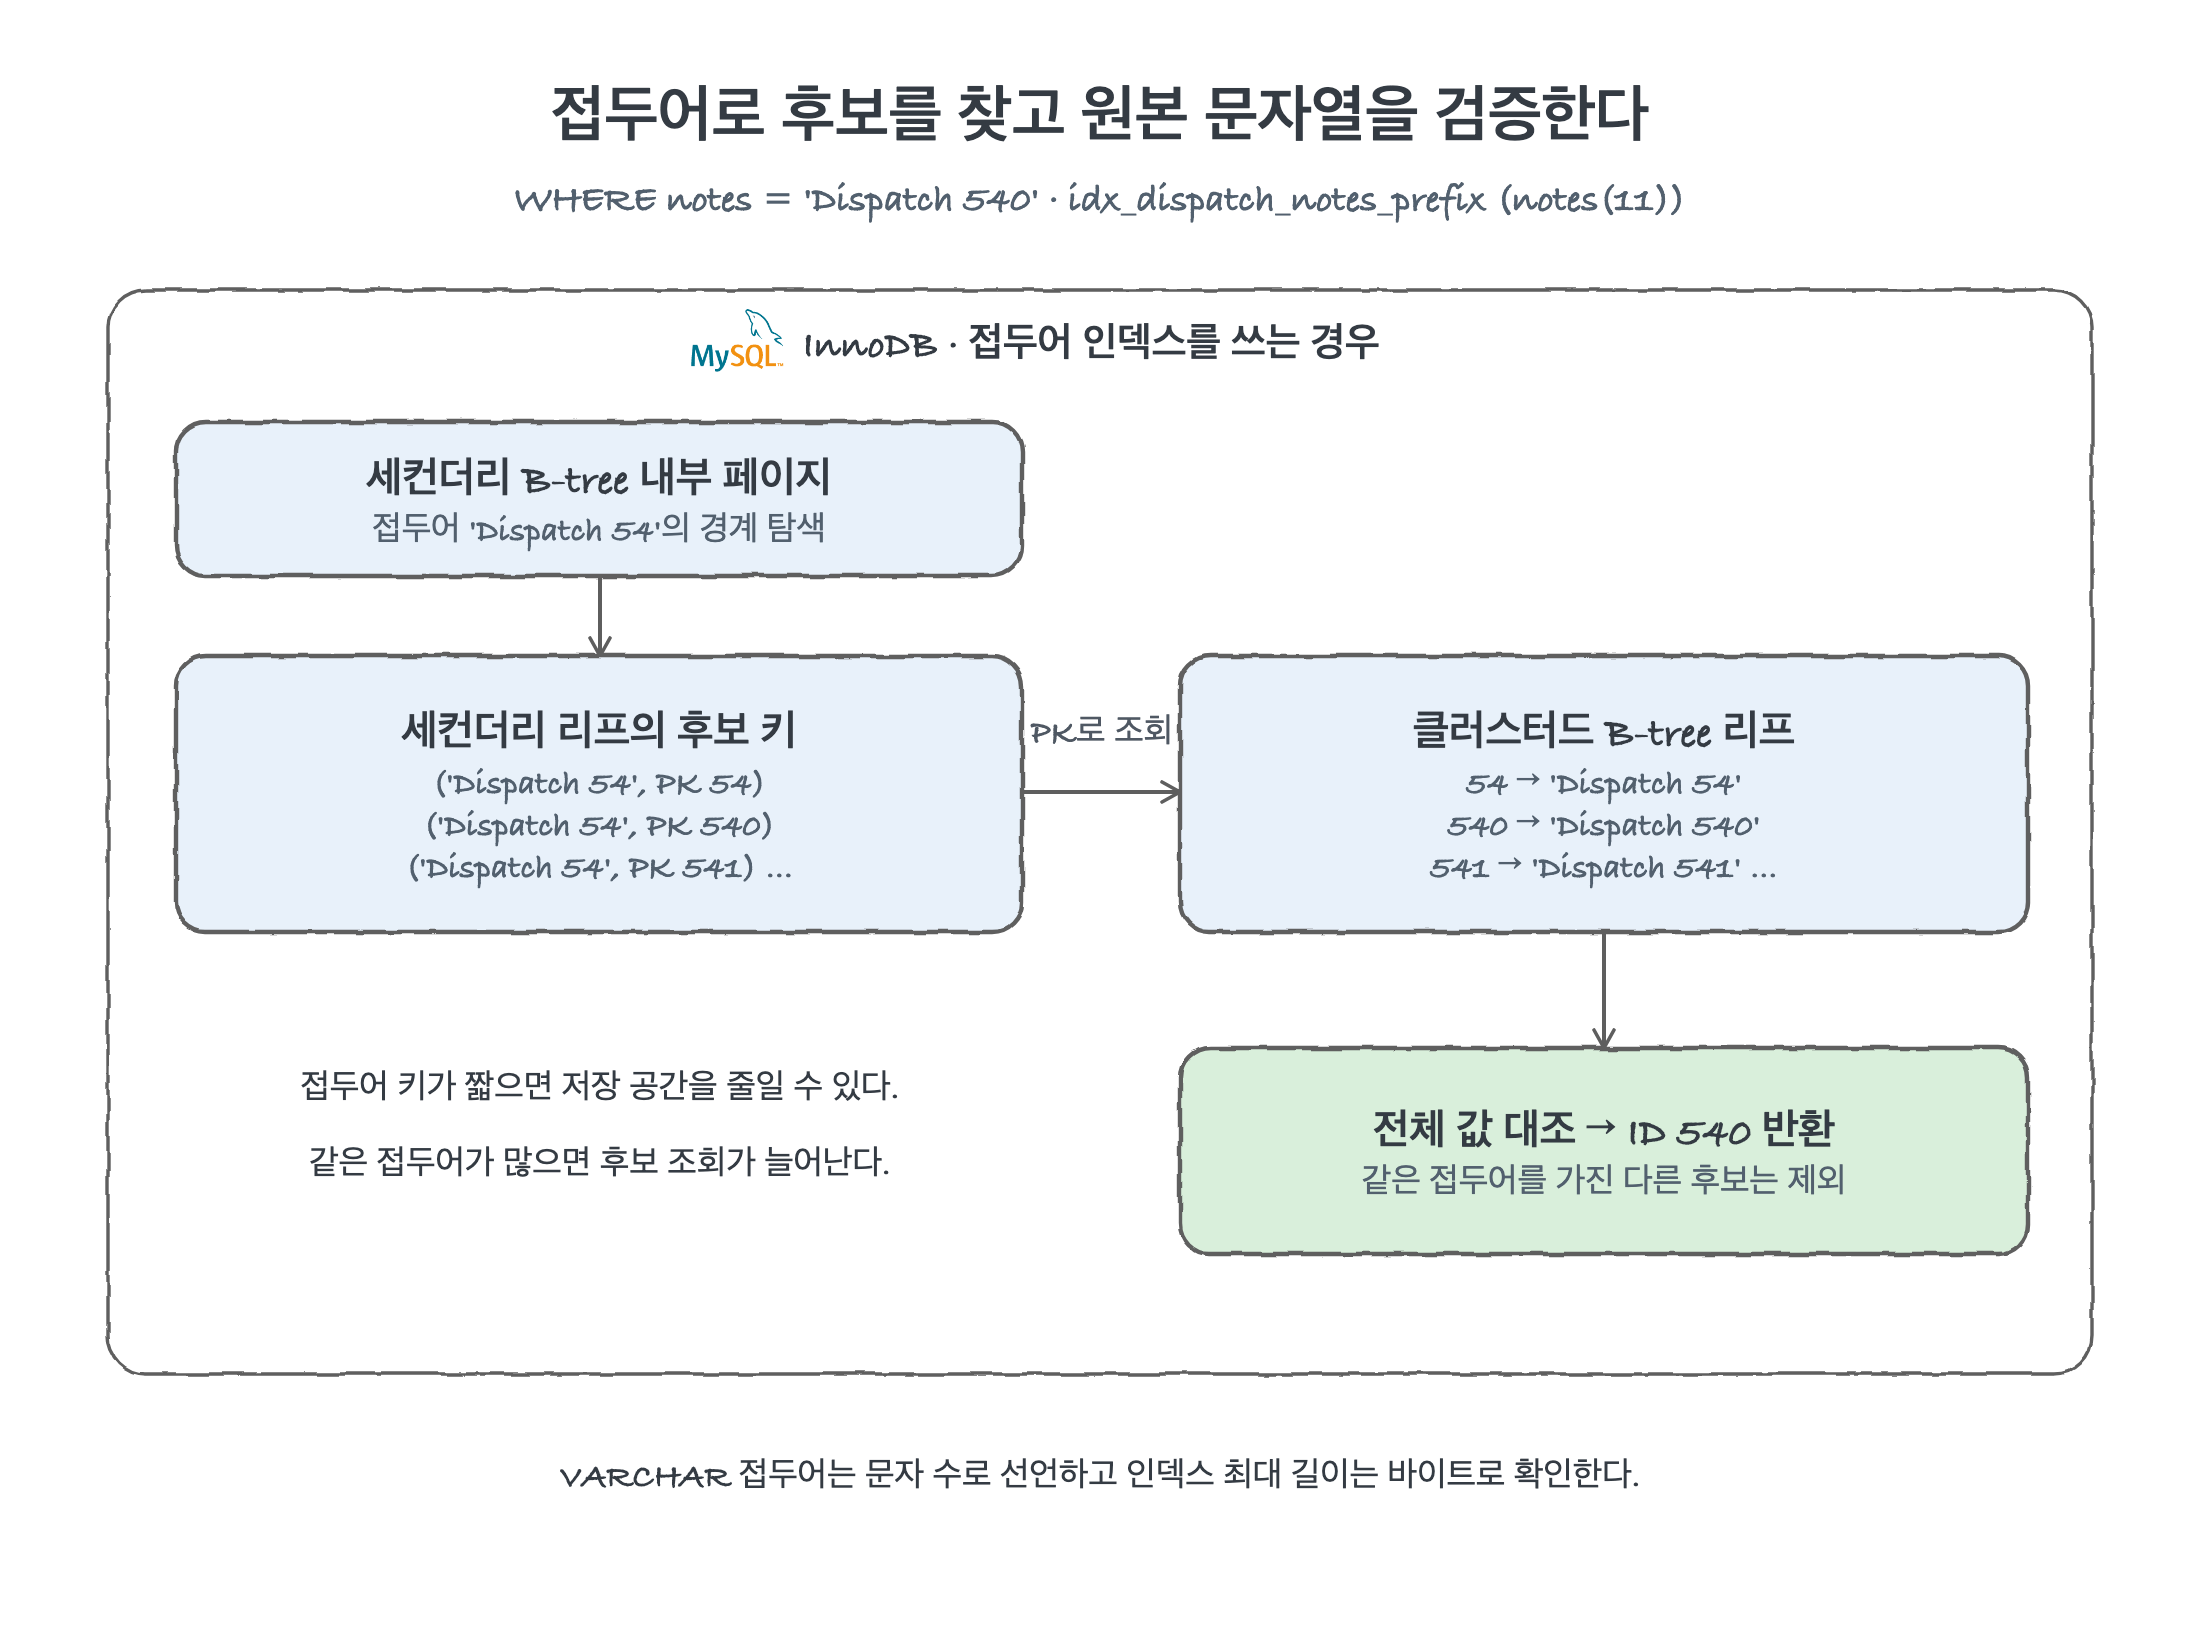 접두어로 후보를 찾고 원본 문자열을 검증한다
WHERE notes = 'Dispatch 540' · idx_dispatch_notes_prefix (notes(11))
MySQL™ InnoDB · 접두어 인덱스를 쓰는 경우
세컨더리 B-tree 내부 페이지
접두어 'Dispatch 54'의 경계 탐색
세컨더리 리프의 후보 키
('Dispatch 54', PK 54)
('Dispatch 54', PK 540)
('Dispatch 54', PK 541) ...
PK로 조회
클러스터드 B-tree 리프
54 → 'Dispatch 54'
540 → 'Dispatch 540'
541 → 'Dispatch 541' ...
접두어 키가 짧으면 저장 공간을 줄일 수 있다.
같은 접두어가 많으면 후보 조회가 늘어난다.
전체 값 대조 → ID 540 반환
같은 접두어를 가진 다른 후보는 제외
VARCHAR 접두어는 문자 수로 선언하고 인덱스 최대 길이는 바이트로 확인한다.